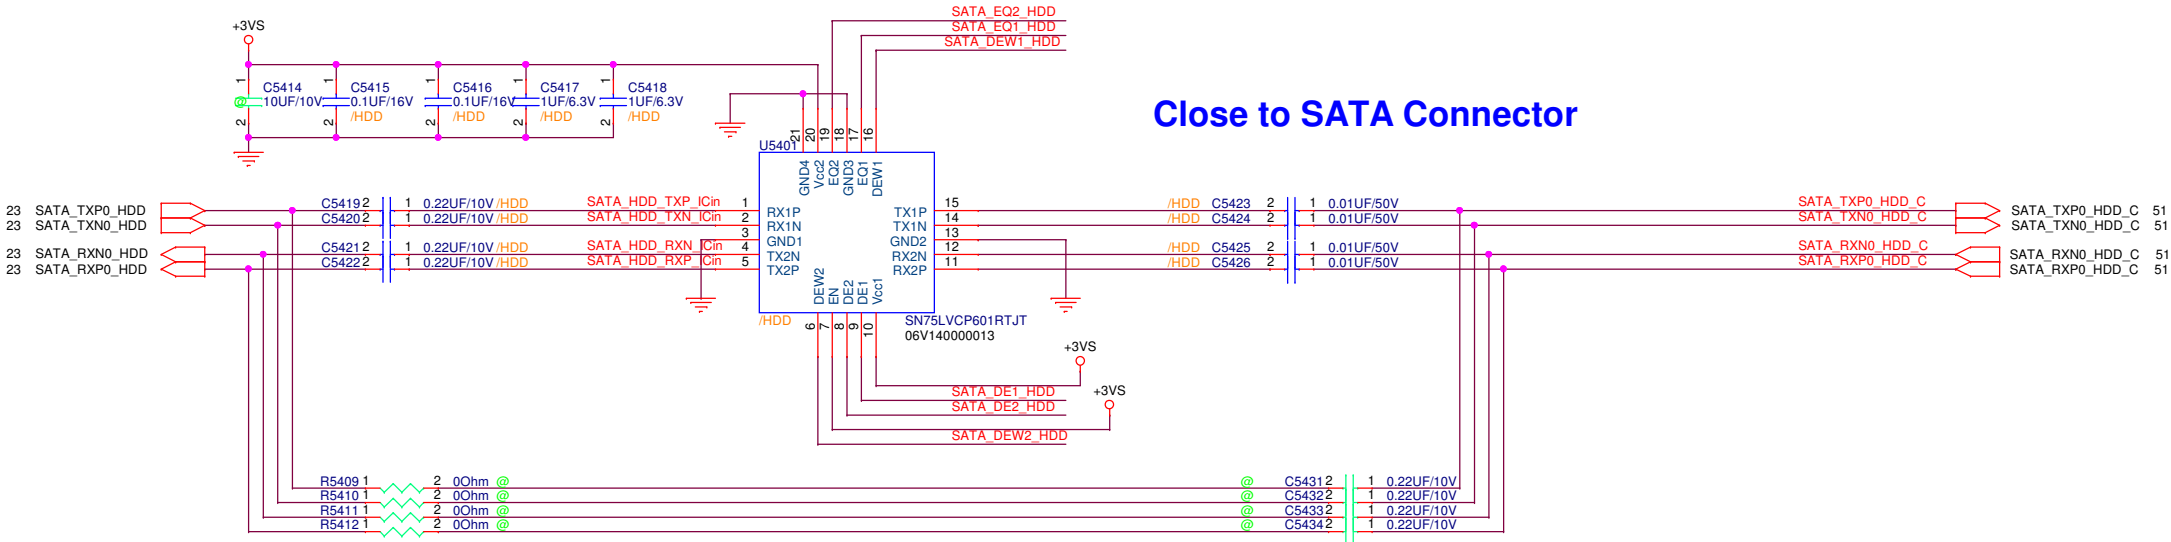 SATA_EQ2_HDD
SATA_EQ1_HDD
SATA_DEW1_HDD
+3VS
1 1 1 1 1
C5414 C5415 C5416 C5417 C5418
@ 10UF/10V 0.1UF/16V 0.1UF/16V 1UF/6.3V 1UF/6.3V
/HDD /HDD /HDD /HDD
2 2 2 2 2
Close to SATA Connector
21 20 19 18 17 16
U5401
GND4 Vcc2 EQ2 GND3 EQ1 DEW1
23 SATA_TXP0_HDD C5419 2 1 0.22UF/10V /HDD SATA_HDD_TXP_ICin 1 RX1P TX1P 15 /HDD C5423 2 1 0.01UF/50V SATA_TXP0_HDD_C SATA_TXP0_HDD_C 51
23 SATA_TXN0_HDD C5420 2 1 0.22UF/10V /HDD SATA_HDD_TXN_ICin 2 RX1N TX1N 14 /HDD C5424 2 1 0.01UF/50V SATA_TXN0_HDD_C SATA_TXN0_HDD_C 51
3 GND1 GND2 13
23 SATA_RXN0_HDD C5421 2 1 0.22UF/10V /HDD SATA_HDD_RXN_ICin 4 TX2N RX2N 12 /HDD C5425 2 1 0.01UF/50V SATA_RXN0_HDD_C SATA_RXN0_HDD_C 51
23 SATA_RXP0_HDD C5422 2 1 0.22UF/10V /HDD SATA_HDD_RXP_ICin 5 TX2P RX2P 11 /HDD C5426 2 1 0.01UF/50V SATA_RXP0_HDD_C SATA_RXP0_HDD_C 51
DEW2 EN DE2 DE1 Vcc1
/HDD SN75LVCP601RTJT
6 7 8 9 10 06V140000013
+3VS
+3VS
SATA_DE1_HDD
SATA_DE2_HDD
SATA_DEW2_HDD
R5409 1 2 0Ohm @ @ C5431 2 1 0.22UF/10V
R5410 1 2 0Ohm @ @ C5432 2 1 0.22UF/10V
R5411 1 2 0Ohm @ @ C5433 2 1 0.22UF/10V
R5412 1 2 0Ohm @ @ C5434 2 1 0.22UF/10V